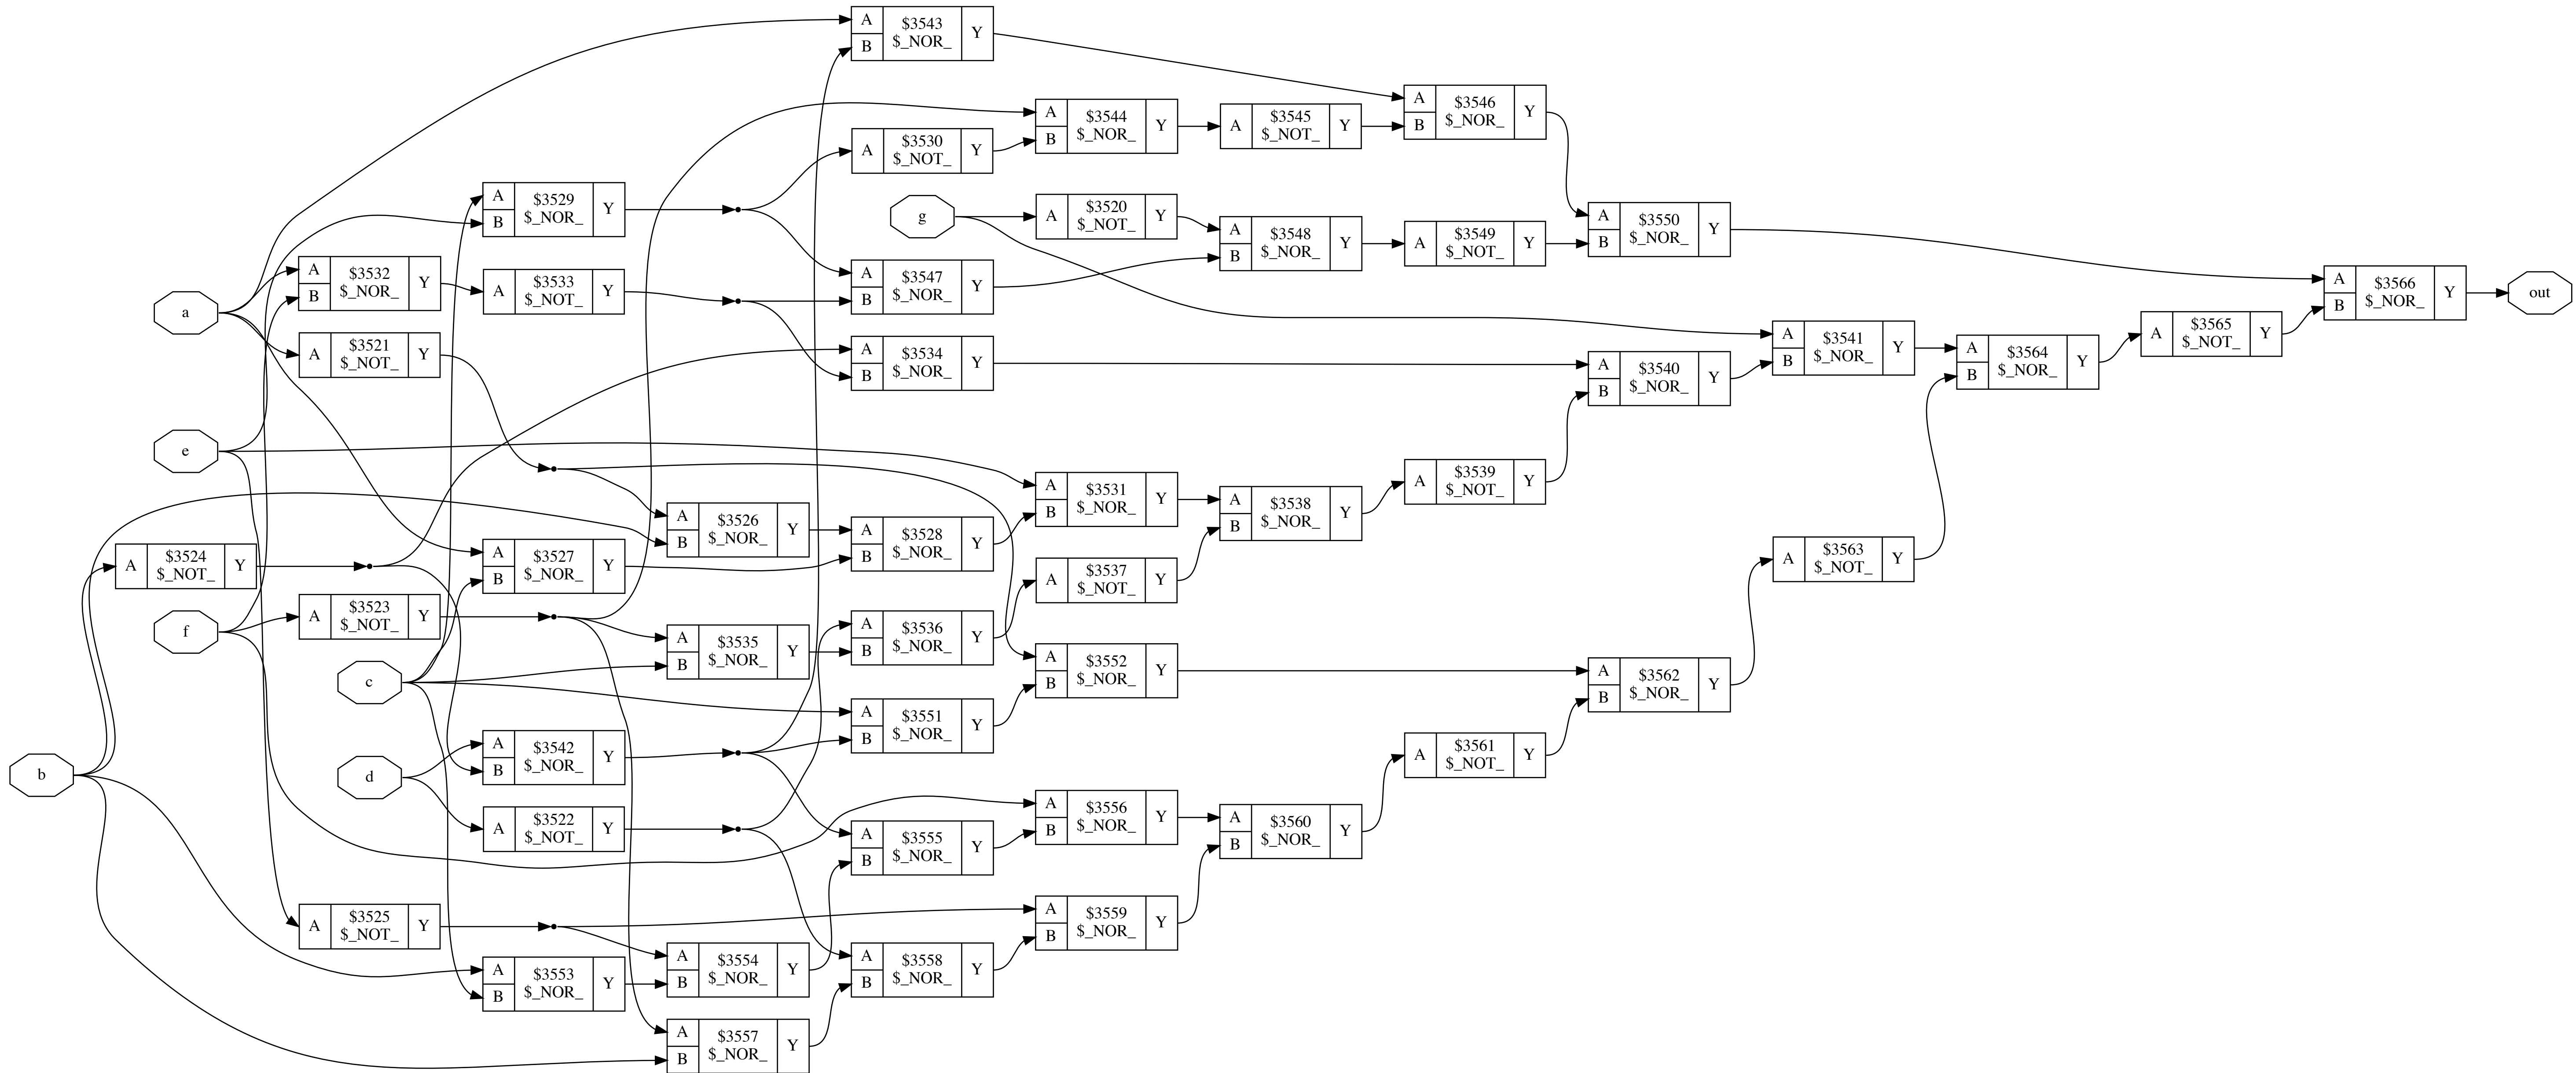 A
B
$3543
$_NOR_
Y
A
B
$3546
$_NOR_
Y
A
B
$3544
$_NOR_
Y
A
$3545
$_NOT_
Y
A
$3530
$_NOT_
Y
A
B
$3529
$_NOR_
Y
g
A
$3520
$_NOT_
Y
A
B
$3548
$_NOR_
Y
A
$3549
$_NOT_
Y
A
B
$3550
$_NOR_
Y
A
B
$3532
$_NOR_
Y
A
$3533
$_NOT_
Y
A
B
$3547
$_NOR_
Y
A
B
$3566
$_NOR_
Y
out
a
A
$3521
$_NOT_
Y
A
B
$3534
$_NOR_
Y
A
B
$3540
$_NOR_
Y
A
B
$3541
$_NOR_
Y
A
B
$3564
$_NOR_
Y
A
$3565
$_NOT_
Y
e
A
B
$3531
$_NOR_
Y
A
B
$3538
$_NOR_
Y
A
$3539
$_NOT_
Y
A
B
$3526
$_NOR_
Y
A
B
$3528
$_NOR_
Y
A
$3524
$_NOT_
Y
A
B
$3527
$_NOR_
Y
A
$3537
$_NOT_
Y
A
$3563
$_NOT_
Y
f
A
$3523
$_NOT_
Y
A
B
$3535
$_NOR_
Y
A
B
$3536
$_NOR_
Y
c
A
B
$3552
$_NOR_
Y
A
B
$3562
$_NOR_
Y
A
B
$3551
$_NOR_
Y
b
d
A
B
$3542
$_NOR_
Y
A
$3561
$_NOT_
Y
A
$3522
$_NOT_
Y
A
B
$3555
$_NOR_
Y
A
B
$3556
$_NOR_
Y
A
B
$3560
$_NOR_
Y
A
$3525
$_NOT_
Y
A
B
$3559
$_NOR_
Y
A
B
$3553
$_NOR_
Y
A
B
$3554
$_NOR_
Y
A
B
$3558
$_NOR_
Y
A
B
$3557
$_NOR_
Y